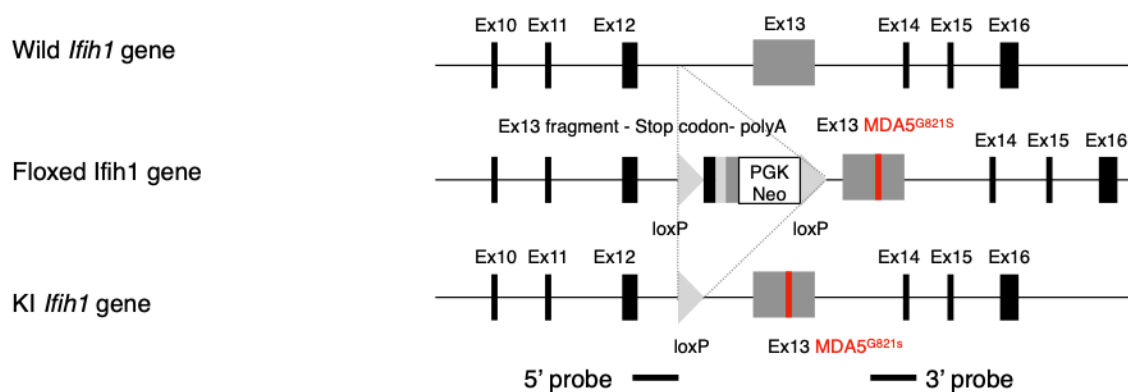 Wild Ifih1 gene
Ex10 Ex11 Ex12 Ex13 Ex14 Ex15 Ex16
Ex13 fragment - Stop codon- polyA
Ex13 MDA5G821S
Floxed Ifih1 gene
Ex14 Ex15 Ex16
PGK
Neo
loxP loxP
KI Ifih1 gene
Ex10 Ex11 Ex12 Ex14 Ex15 Ex16
loxP
Ex13 MDA5G821s
5' probe 3' probe